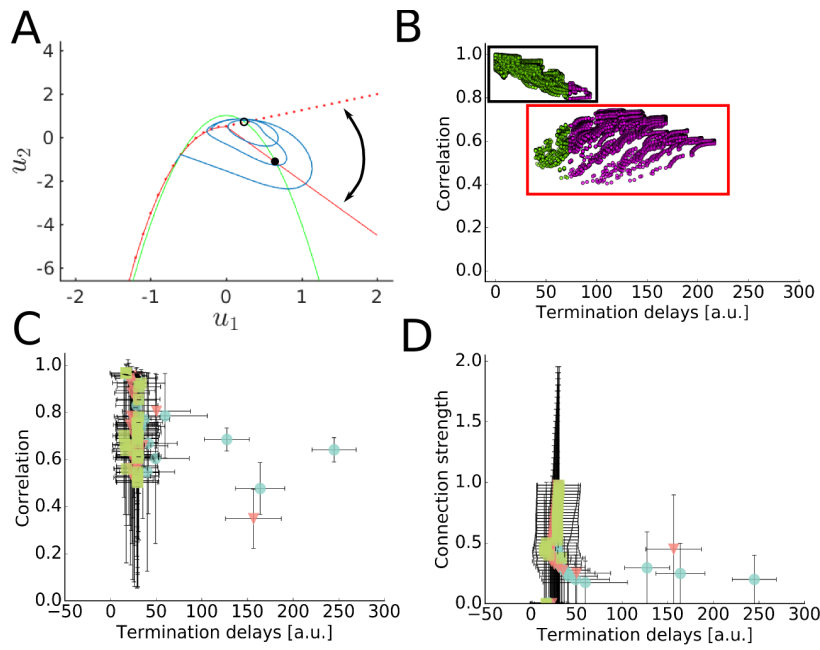 A
u2
4
2
0
-2
-4
-6
-2 -1 0 1 2
u1
B
Correlation
1.0
0.8
0.6
0.4
0.2
0.0
0 50 100 150 200 250 300
Termination delays [a.u.]
C
Correlation
1.0
0.8
0.6
0.4
0.2
0.0
−50 0 50 100 150 200 250 300
Termination delays [a.u.]
D
Connection strength
2.0
1.5
1.0
0.5
0.0
−50 0 50 100 150 200 250 300
Termination delays [a.u.]